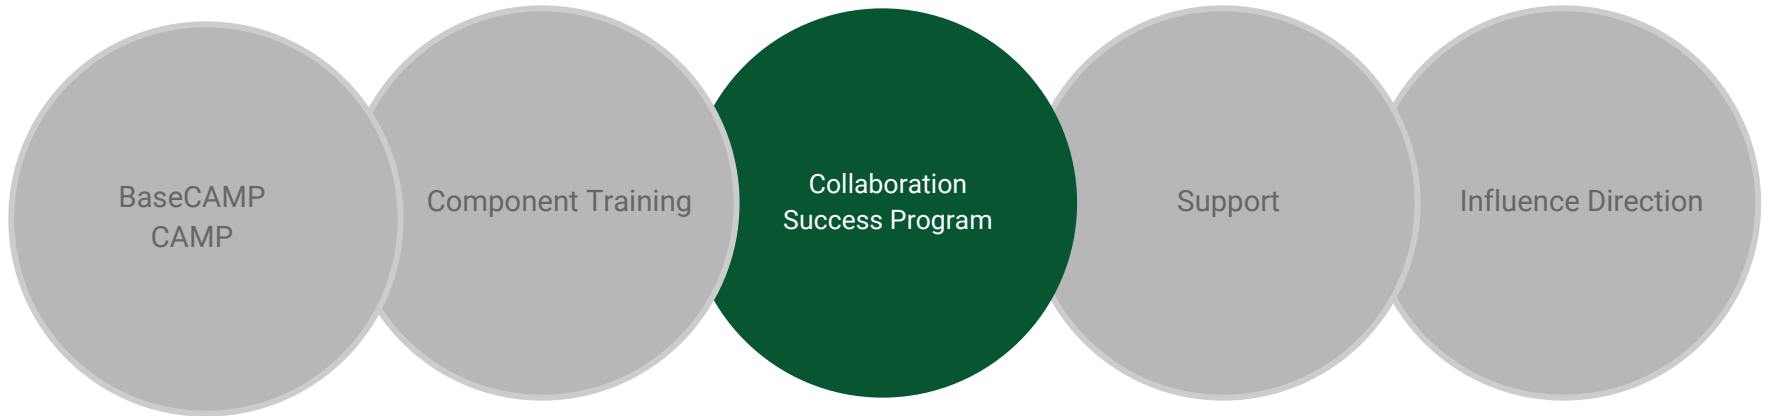 BaseCAMP
CAMP
Component Training
Collaboration
Success Program
Support
Influence Direction